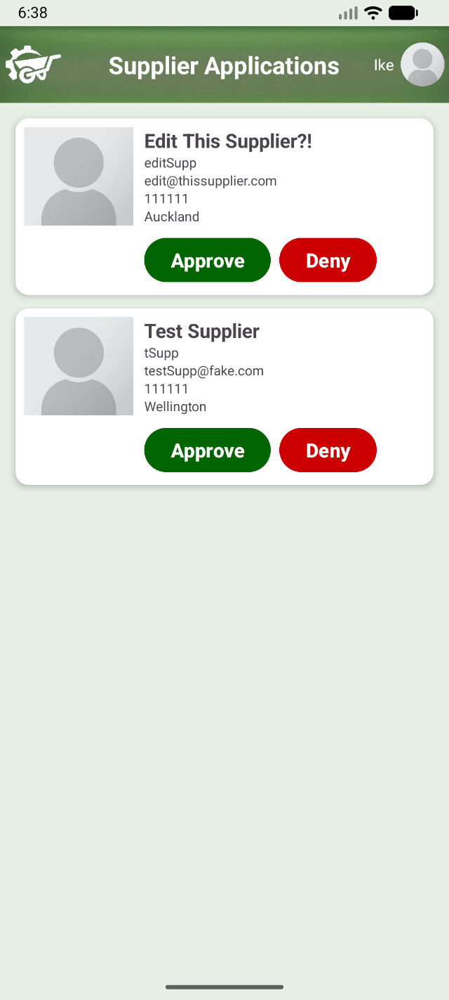 6:38
Supplier Applications
Ike
Edit This Supplier?!
editSupp
edit@thissupplier.com
111111
Auckland
Approve
Deny
Test Supplier
tSupp
testSupp@fake.com
111111
Wellington
Approve
Deny